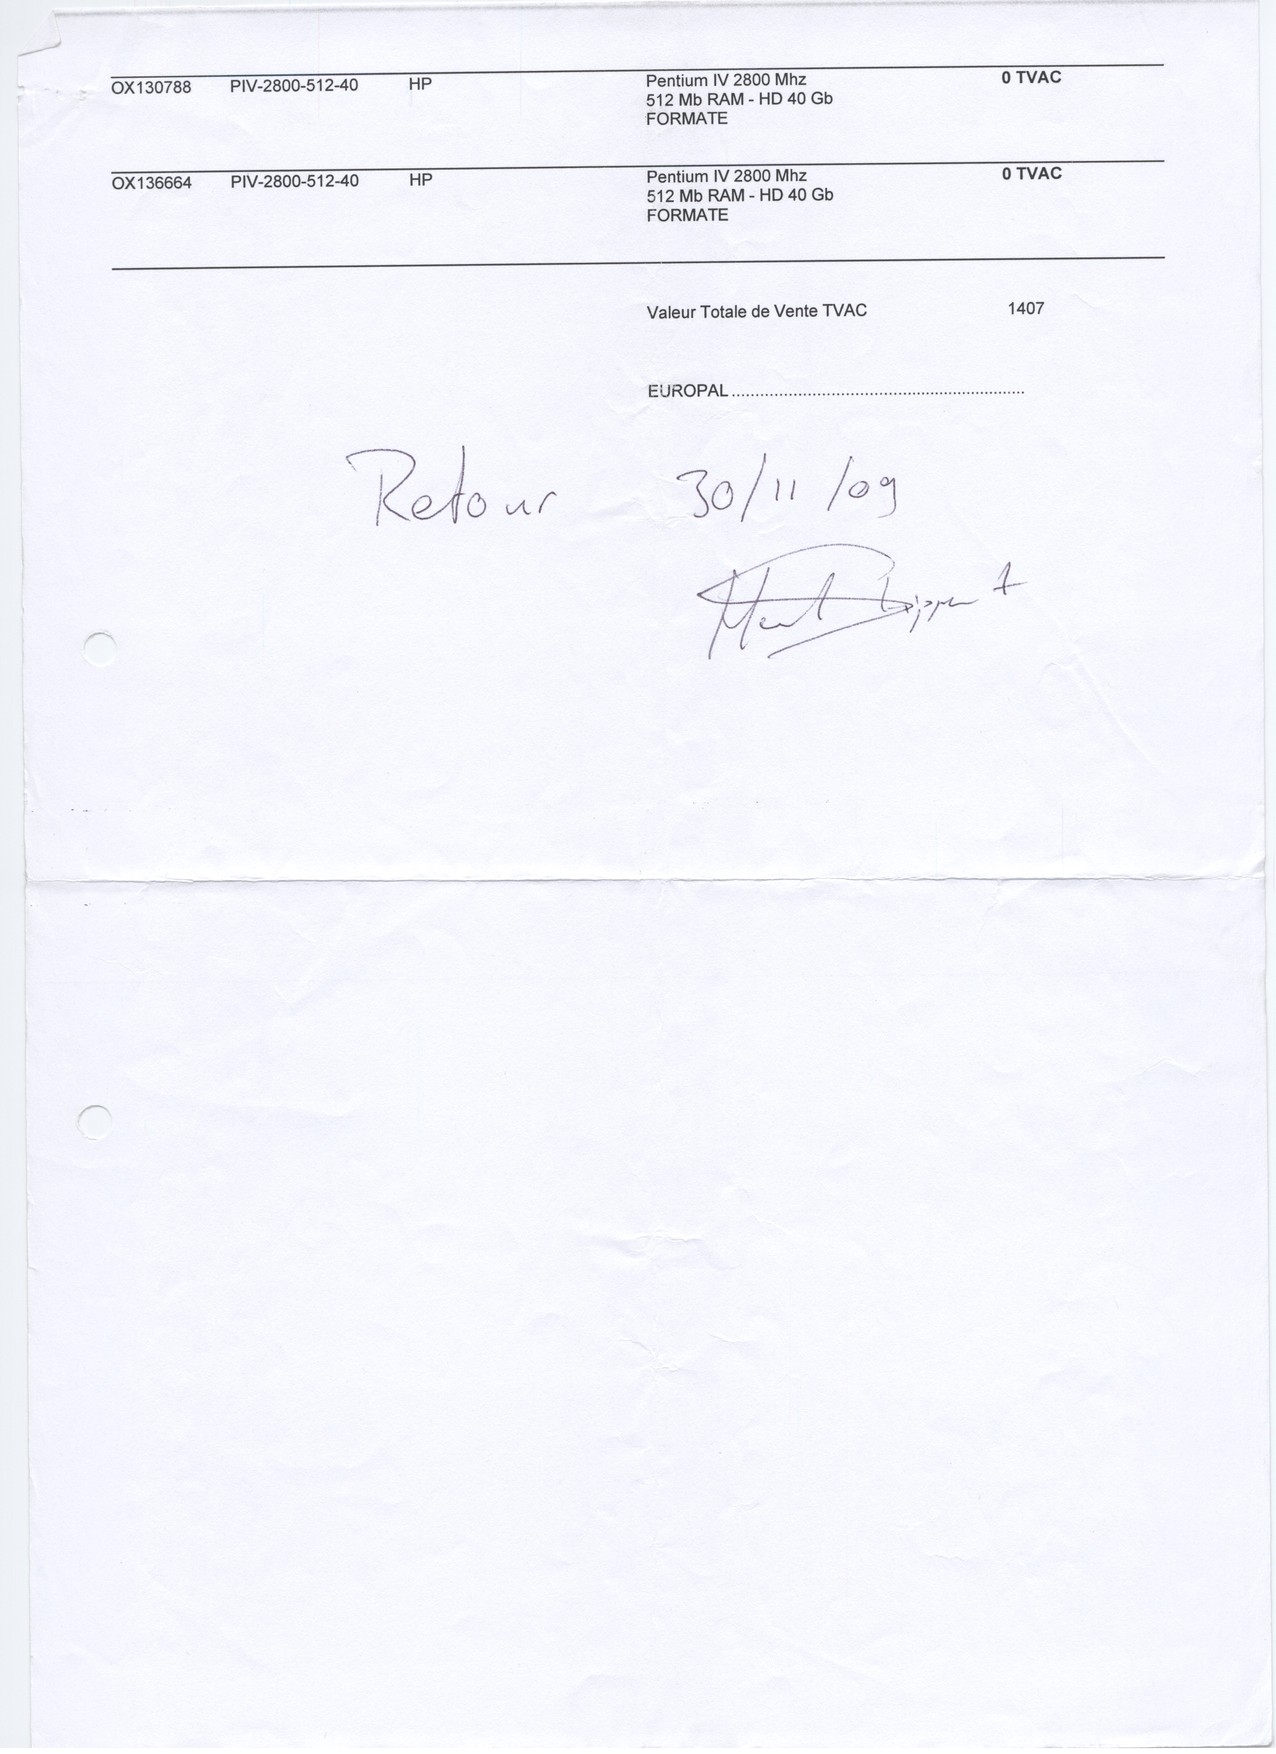 OX130788 PIV-2800-512-40 HP Pentium IV 2800 Mhz 0 TVAC
512 Mb RAM - HD 40 Gb
FORMATE
OX136664 PIV-2800-512-40 HP Pentium IV 2800 Mhz 0 TVAC
512 Mb RAM - HD 40 Gb
FORMATE
Valeur Totale de Vente TVAC 1407
EUROPAL............................................................
Retour 30/11/09